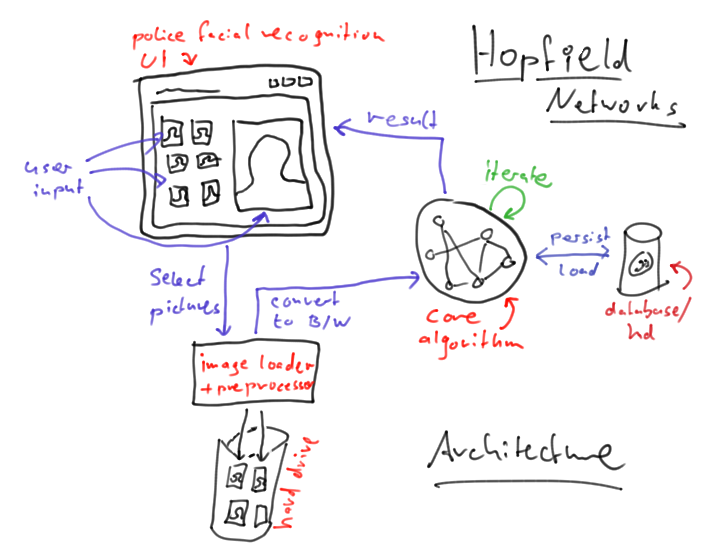 police facial recognition
UI
Hopfield
Networks
result
user
input
iterate
persist
load
Select
pictures
convert
to B/W
core
algorithm
database/
hd
image loader
+preprocessor
hard drive
Architecture